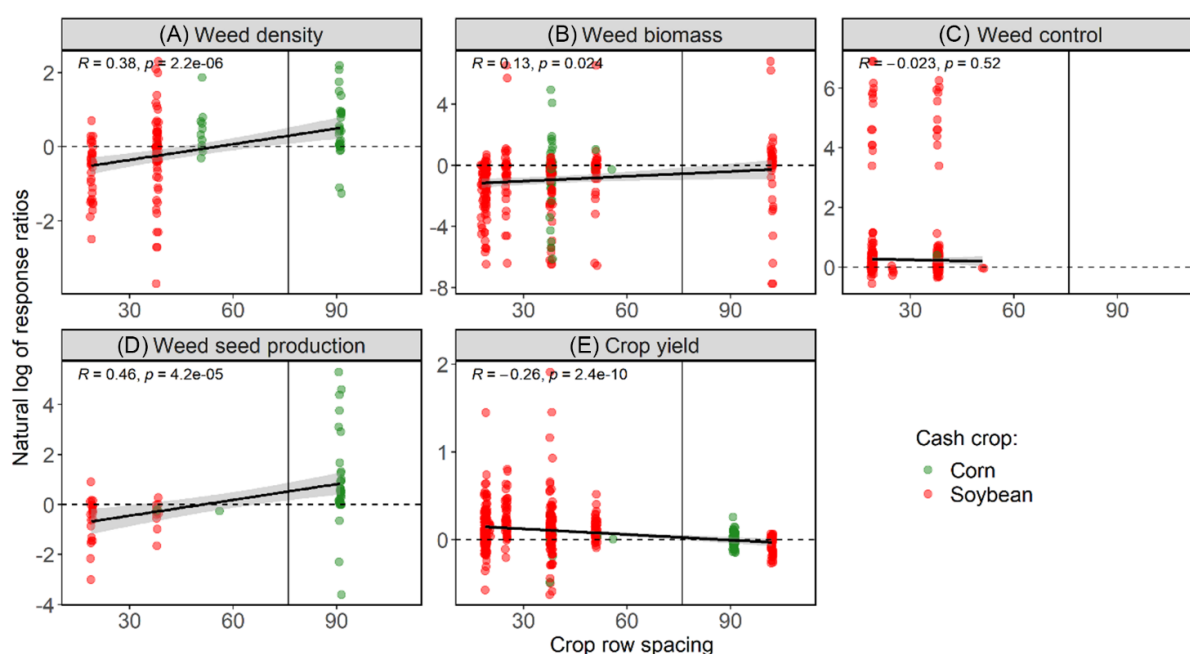 (A) Weed density
(B) Weed biomass
(C) Weed control
R = 0.38, p = 2.2e-06
R = 0.13, p = 0.024
R = −0.023, p = 0.52
2
0
-2
4
0
-4
-8
6
4
2
0
30 60 90
30 60 90
30 60 90
(D) Weed seed production
(E) Crop yield
R = 0.46, p = 4.2e-05
R = −0.26, p = 2.4e-10
4
2
0
-2
-4
2
1
0
30 60 90
30 60 90
Natural log of response ratios
Crop row spacing
Cash crop:
Corn
Soybean